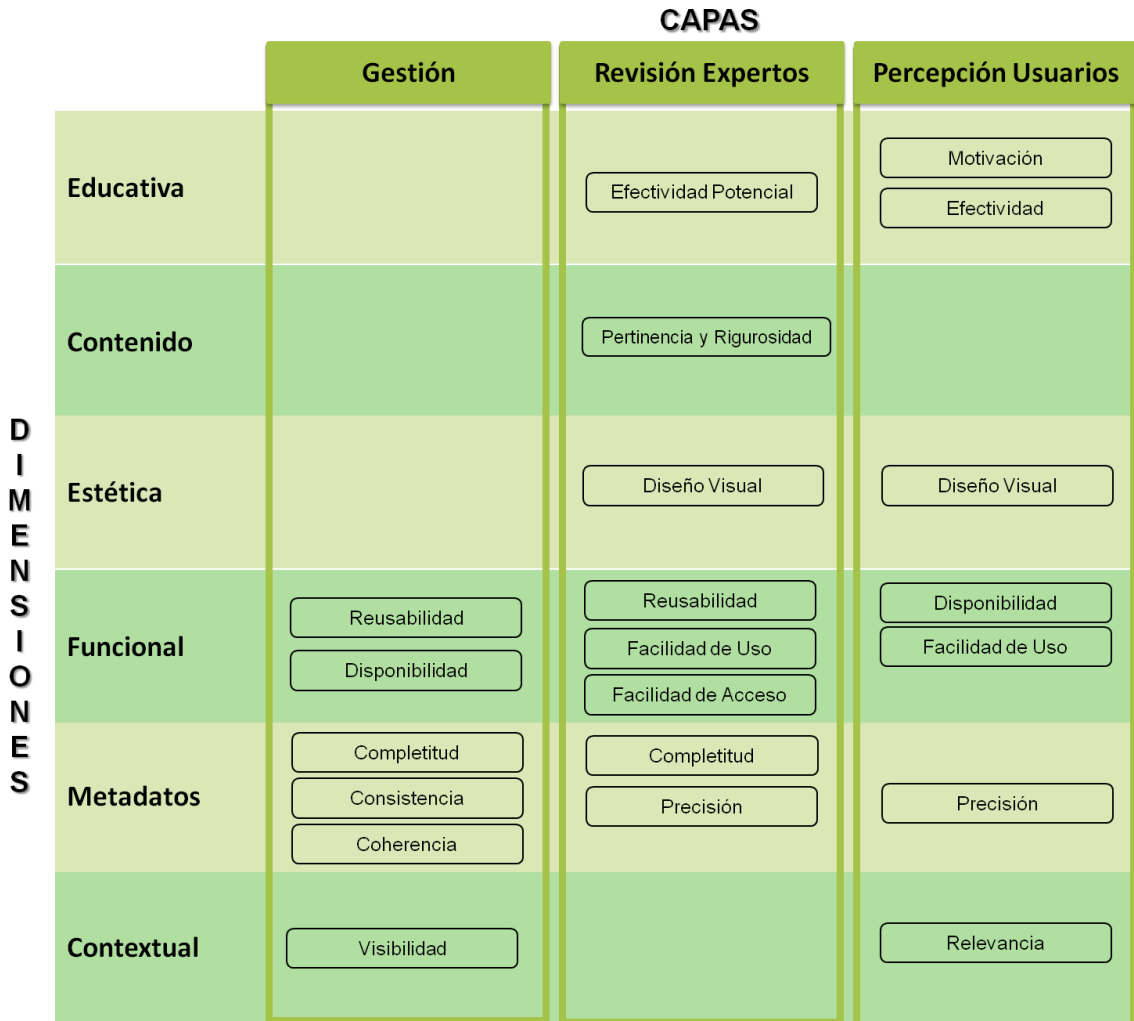 CAPAS
Gestión
Revisión Expertos
Percepción Usuarios
DIMENSIONES
Educativa
Efectividad Potencial
Motivación
Efectividad
Contenido
Pertinencia y Rigurosidad
Estética
Diseño Visual
Diseño Visual
Funcional
Reusabilidad
Disponibilidad
Reusabilidad
Facilidad de Uso
Facilidad de Acceso
Disponibilidad
Facilidad de Uso
Metadatos
Completitud
Consistencia
Coherencia
Completitud
Precisión
Precisión
Contextual
Visibilidad
Relevancia